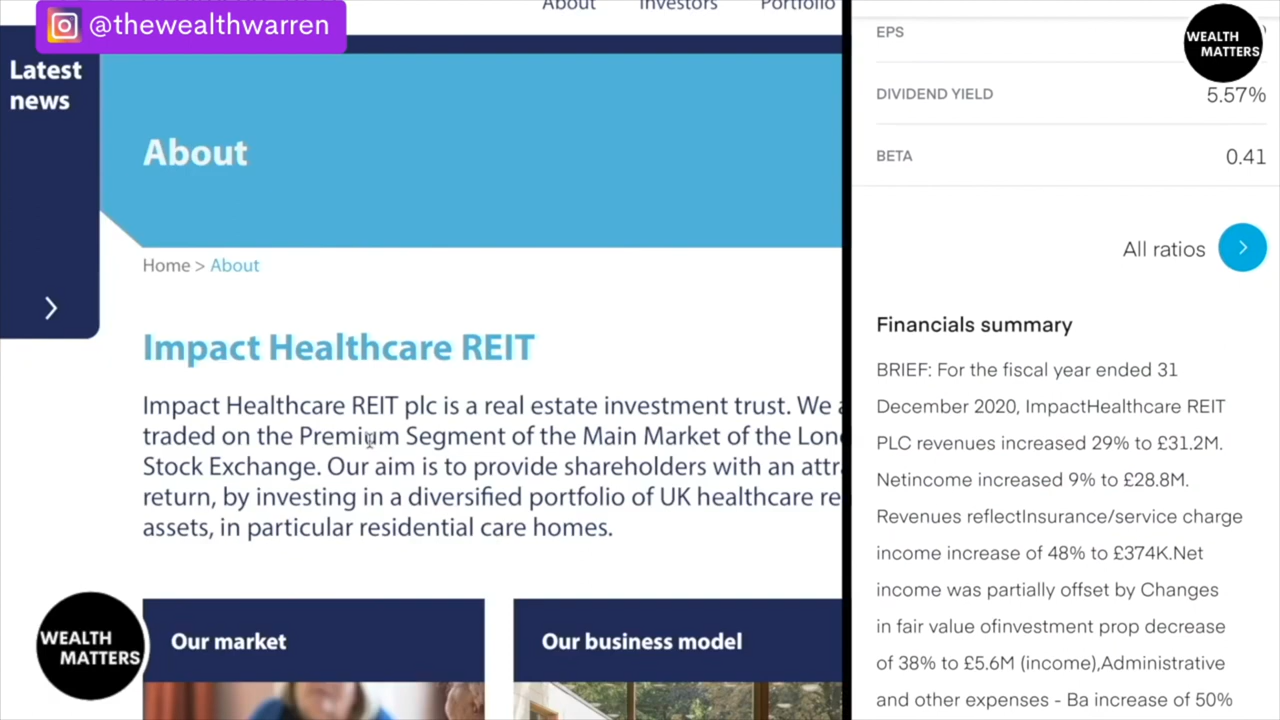 @thewealthwarren
About
Investors
Portfolio
Latest
news
About
Home > About
Impact Healthcare REIT
Impact Healthcare REIT plc is a real estate investment trust. We
traded on the Premium Segment of the Main Market of the
Stock Exchange. Our aim is to provide shareholders with an
return, by investing in a diversified portfolio of UK healthcare
assets, in particular residential care homes.
Our market
Our business model
WEALTH
MATTERS
WEALTH
MATTERS
EPS
DIVIDEND YIELD
5.57%
BETA
0.41
All ratios
Financials summary
BRIEF: For the fiscal year ended 31
December 2020, ImpactHealthcare REIT
PLC revenues increased 29% to £31.2M.
Netincome increased 9% to £28.8M.
Revenues reflectInsurance/service charge
income increase of 48% to £374K.Net
income was partially offset by Changes
in fair value ofinvestment prop decrease
of 38% to £5.6M (income),Administrative
and other expenses - Ba increase of 50%